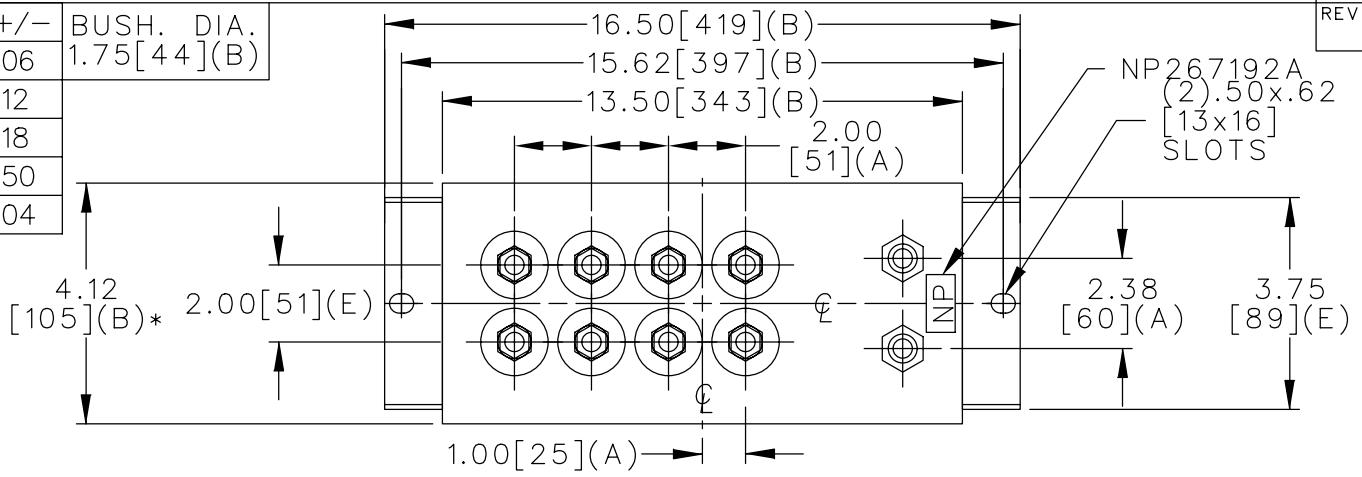 +/-
06
12
18
50
04
BUSH. DIA.
1.75[44](B)
16.50[419](B)
15.62[397](B)
13.50[343](B)
2.00
[51](A)
REV
NP267192A
(2).50x.62
[13x16]
SLOTS
4.12
[105](B)*
2.00[51](E)
℄
NP
2.38
[60](A)
3.75
[89](E)
℄
1.00[25](A)